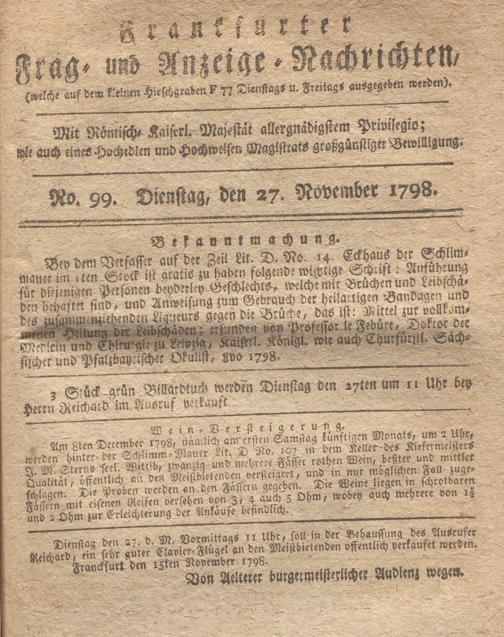 Frankfurter
Frag- und Anzeige-Nachrichten,
(welche auf dem kleinen Hirschgraben F 77 Dienstags u. Freitags ausgegeben werden).
Mit Römisch-Kaiserl. Majestät allergnädigstem Privilegio;
wie auch eines Hochedlen und Hochweisen Magistrats großgünstiger Bewilligung.
No. 99. Dienstag, den 27. November 1798.
Bekanntmachung.
Bey dem Verfasser auf der Zeil Lit. D. No. 14. Eckhaus der Schlim-
mauer im 1ten Stock ist gratis zu haben folgende wichtige Schrift: Anführung
für diejenigen Personen beyderley Geschlechts, welche mit Brüchen und Leibschä-
den behaftet sind, und Anweisung zum Gebrauch der heilartigen Bandagen und
des zusammenziehenden Liqueurs gegen die Brüche, das ist: Mittel zur vollkom-
menen Heilung der Leibschäden; erfunden von Professor le Febüre, Doktor der
Medicin und Chirurgie zu Leipzig, Kaiserl. Königl. wie auch Churfürstl. Säch-
sischer und Pfalzbayrischer Okulist, 8vo 1798.
3 Stück grün Billardtuch werden Dienstag den 27ten um 11 Uhr bey
Herrn Reichard im Ausruf verkauft
Wein-Versteigerung.
Am 8ten December 1798, nämlich am ersten Samstag künftigen Monats, um 2 Uhr,
werden hinter der Schlimm-Mauer Lit. D No. 107 in dem Keller des Kiefermeisters
J. M. Sterns seel. Wittib, zwanzig und mehrere Fässer rothen Wein, beßter und mittler
Qualität, öffentlich an den Meistbietenden versteigert, und in nur möglichen Fall zuge-
schlagen. Die Proben werden an den Fässern gegeben. Die Weine liegen in schrotbaren
Fässern mit eisenen Reifen versehen von 3, 4 auch 5 Ohm, wobey auch mehrere von 1½
und 2 Ohm zur Erleichterung der Ankäufe befindlich.
Dienstag den 27. d. M. Vormittags 11 Uhr, soll in der Behaussung des Ausrufer
Reichard, ein sehr guter Clavier-Flügel an den Meistbietenden öffentlich verkaufet werden.
Frankfurt den 15ten November 1798.
Von Aelterer burgermeisterlicher Audienz wegen.